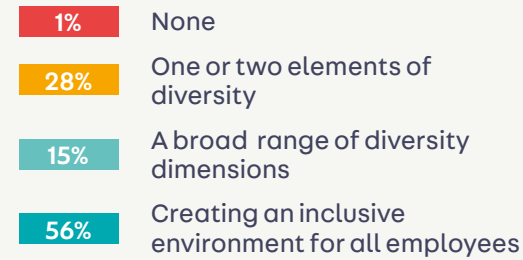 1% None
28% One or two elements of
diversity
15% A broad range of diversity
dimensions
56% Creating an inclusive
environment for all employees